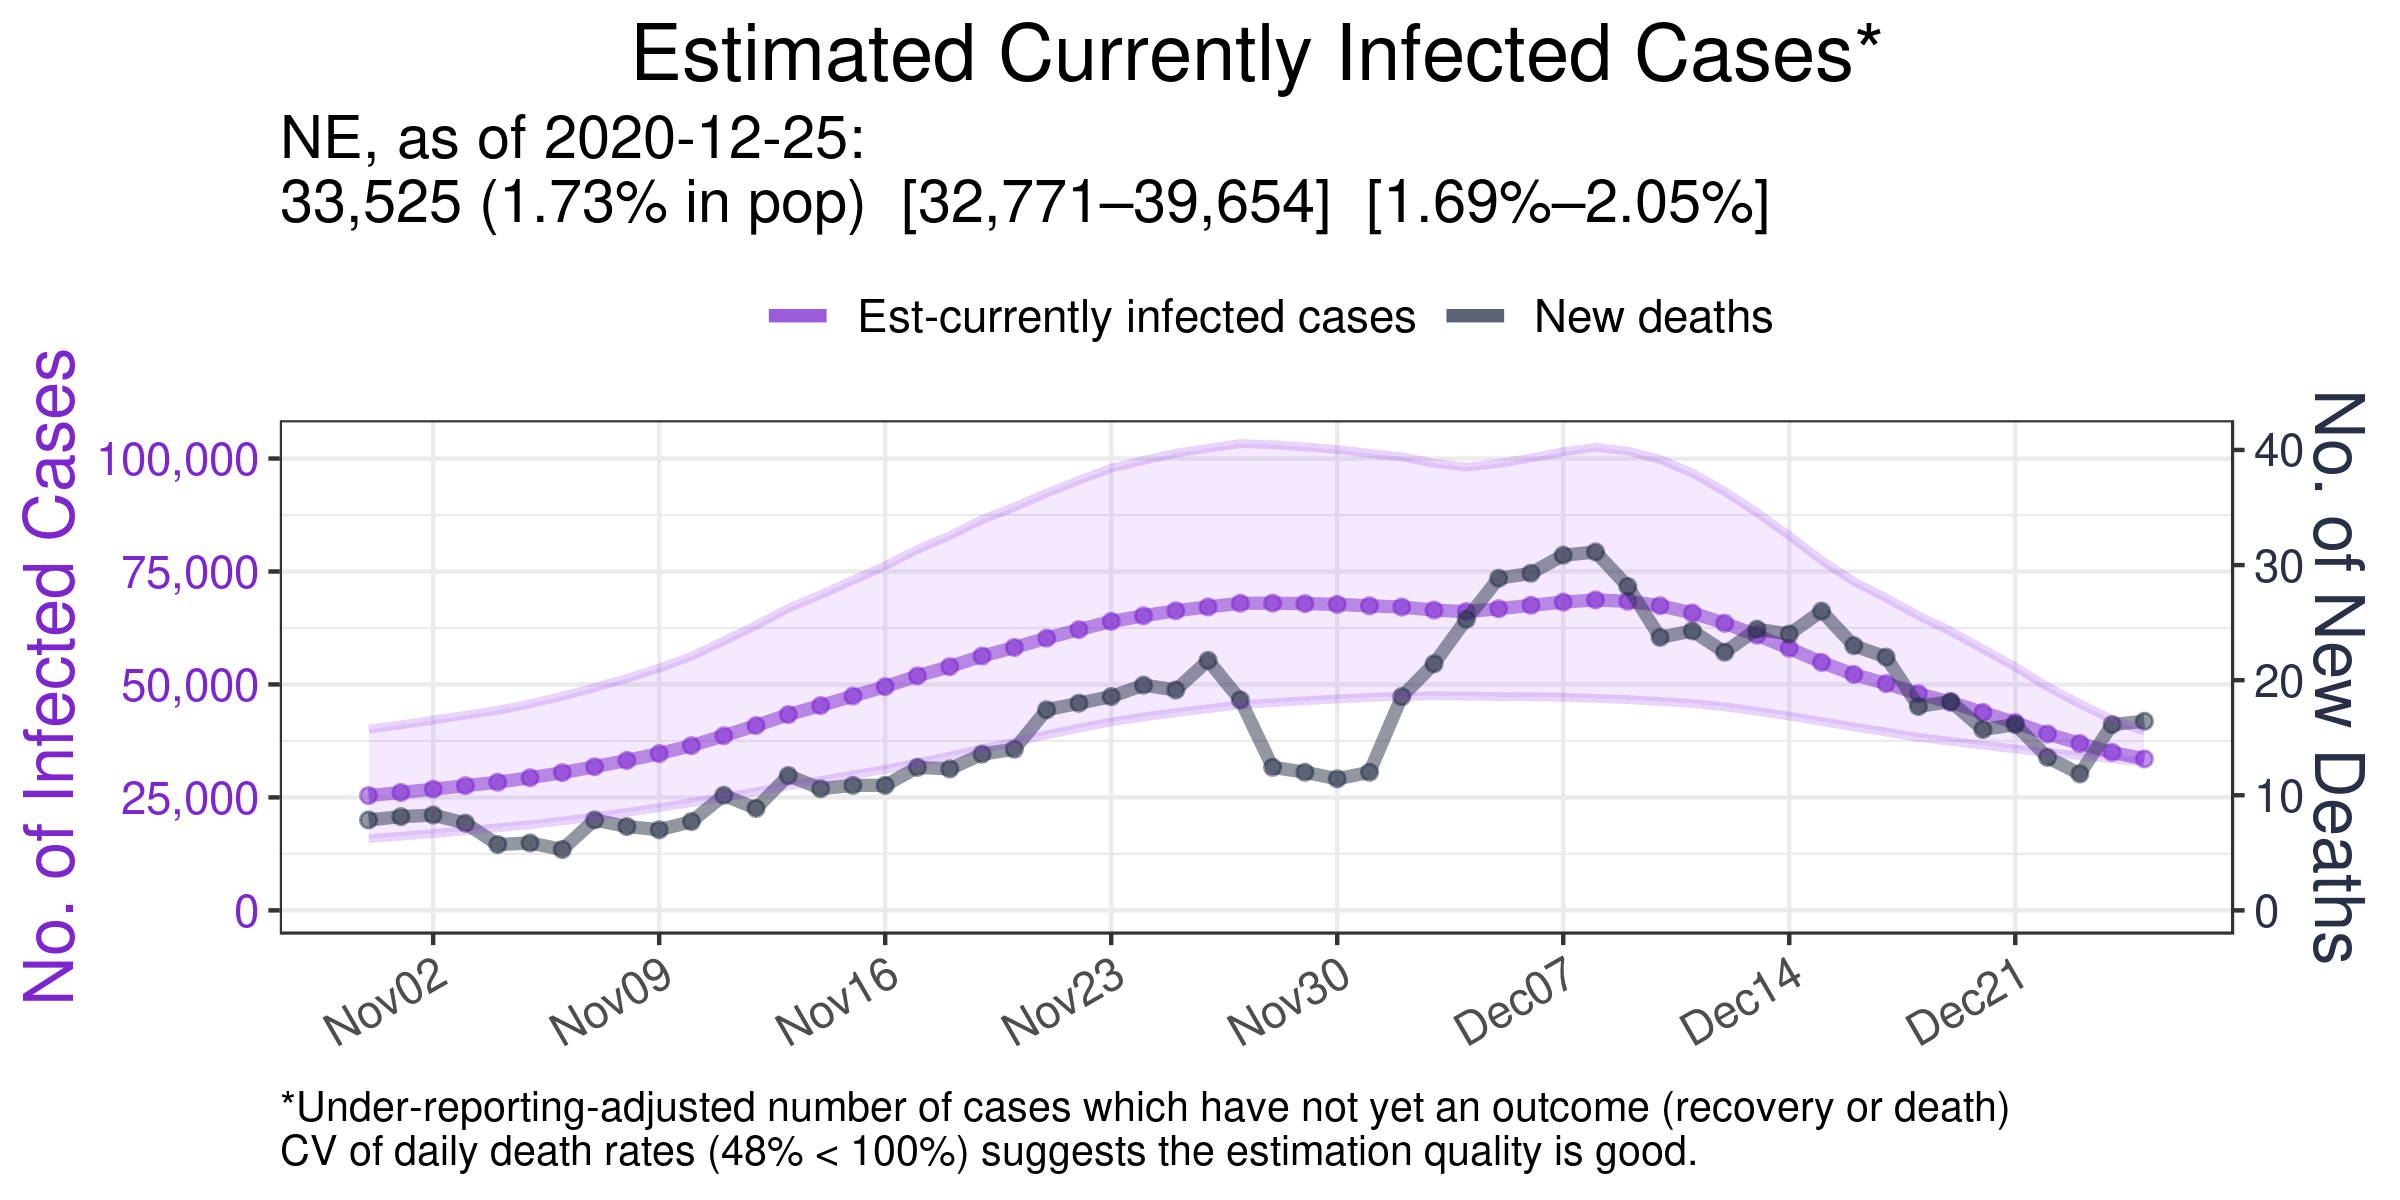 Estimated Currently Infected Cases*
NE, as of 2020-12-25:
33,525 (1.73% in pop)  [32,771–39,654]  [1.69%–2.05%]
Est-currently infected cases
New deaths
No. of Infected Cases
100,000
75,000
50,000
25,000
0
40
30
20
10
0
No. of New Deaths
Nov02
Nov09
Nov16
Nov23
Nov30
Dec07
Dec14
Dec21
*Under-reporting-adjusted number of cases which have not yet an outcome (recovery or death)
CV of daily death rates (48% < 100%) suggests the estimation quality is good.